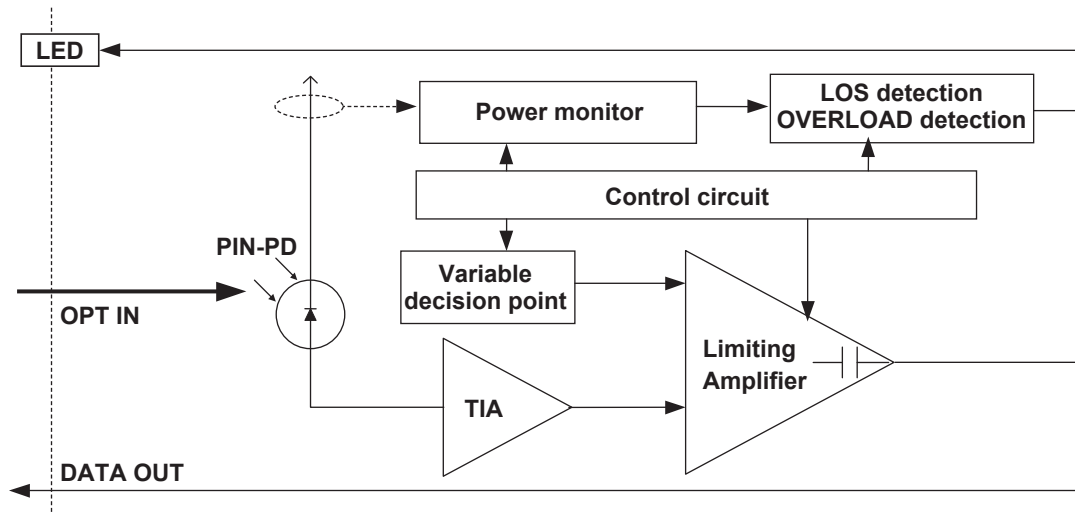 LED
Power monitor
LOS detection
OVERLOAD detection
Control circuit
PIN-PD
Variable
decision point
OPT IN
Limiting
Amplifier
TIA
DATA OUT